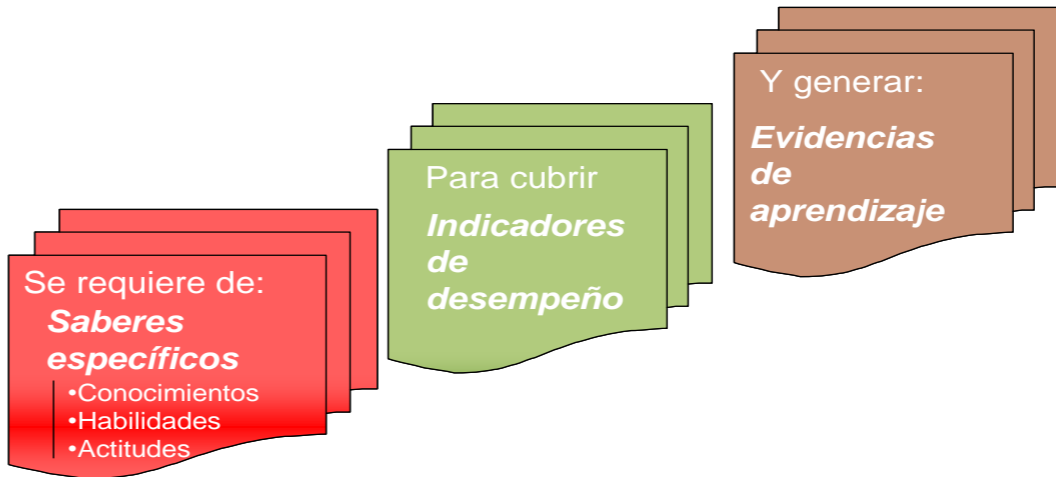 Se requiere de:
Saberes
específicos
•Conocimientos
•Habilidades
•Actitudes
Para cubrir
Indicadores
de
desempeño
Y generar:
Evidencias
de
aprendizaje